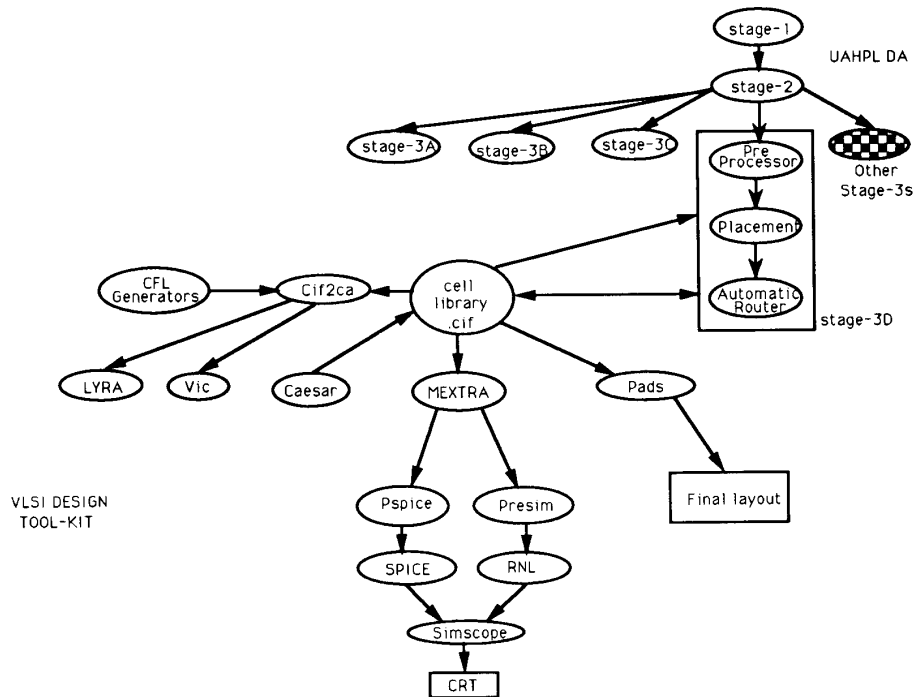 stage-1
UAHPL DA
stage-2
stage-3A
stage-3B
stage-3C
Pre
Processor
Other
Stage-3s
Placement
CFL
Generators
Cif2ca
cell
library
.cif
Automatic
Router
stage-3D
LYRA
Vic
Caesar
MEXTRA
Pads
VLSI DESIGN
TOOL-KIT
Pspice
Presim
Final layout
SPICE
RNL
Simscope
CRT